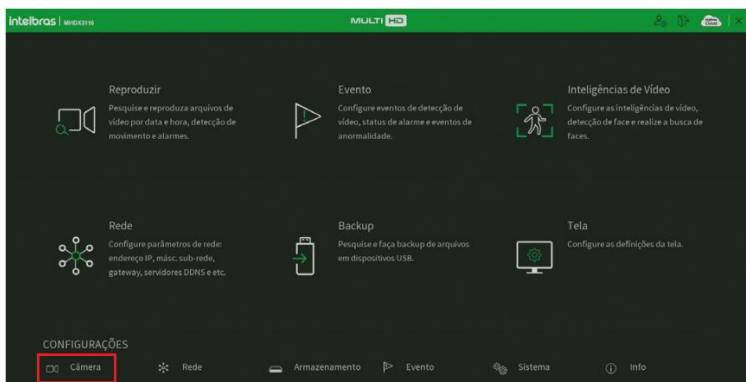 intelbras | MHDX3116
MULTI HD
Reproduzir
Pesquise e reproduza arquivos de
vídeo por data e hora, detecção de
movimento e alarmes.
Evento
Configure eventos de detecção de
vídeo, status de alarme e eventos de
anormalidade.
Inteligências de Vídeo
Configure as inteligências de vídeo,
detecção de face e realize a busca de
faces.
Rede
Configure parâmetros de rede:
endereço IP, másc. sub-rede,
gateway, servidores DDNS e etc.
Backup
Pesquise e faça backup de arquivos
em dispositivos USB.
Tela
Configure as definições da tela.
CONFIGURAÇÕES
Câmera Rede Armazenamento Evento Sistema Info